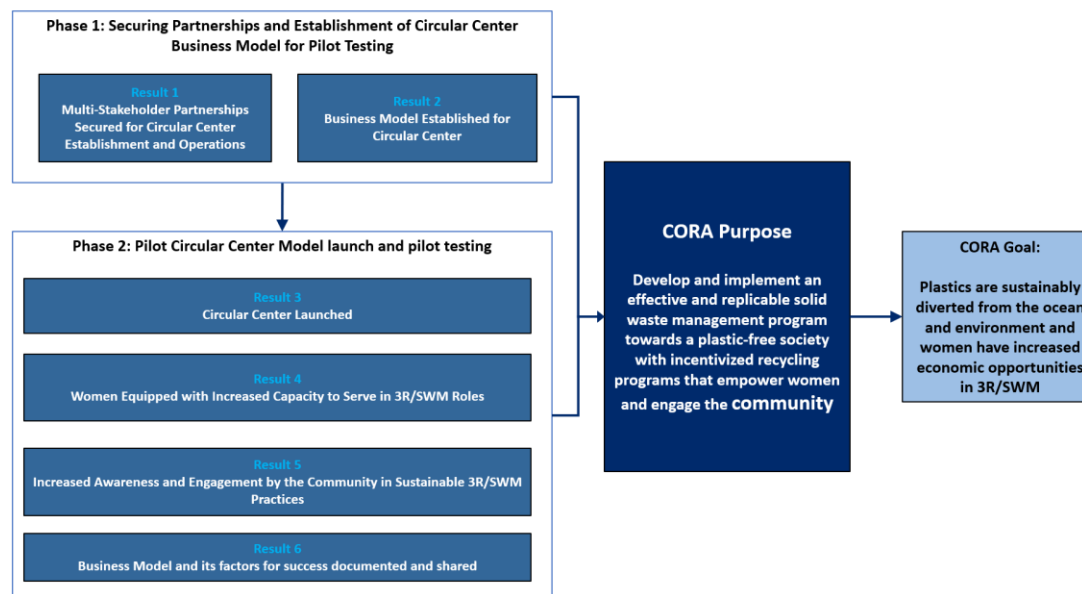 Phase 1: Securing Partnerships and Establishment of Circular Center
Business Model for Pilot Testing
Result 1
Multi-Stakeholder Partnerships
Secured for Circular Center
Establishment and Operations
Result 2
Business Model Established for
Circular Center
Phase 2: Pilot Circular Center Model launch and pilot testing
Result 3
Circular Center Launched
Result 4
Women Equipped with Increased Capacity to Serve in 3R/SWM Roles
Result 5
Increased Awareness and Engagement by the Community in Sustainable 3R/SWM
Practices
Result 6
Business Model and its factors for success documented and shared
CORA Purpose
Develop and implement an
effective and replicable solid
waste management program
towards a plastic-free society
with incentivized recycling
programs that empower women
and engage the community
CORA Goal:
Plastics are sustainably
diverted from the ocean
and environment and
women have increased
economic opportunities
in 3R/SWM